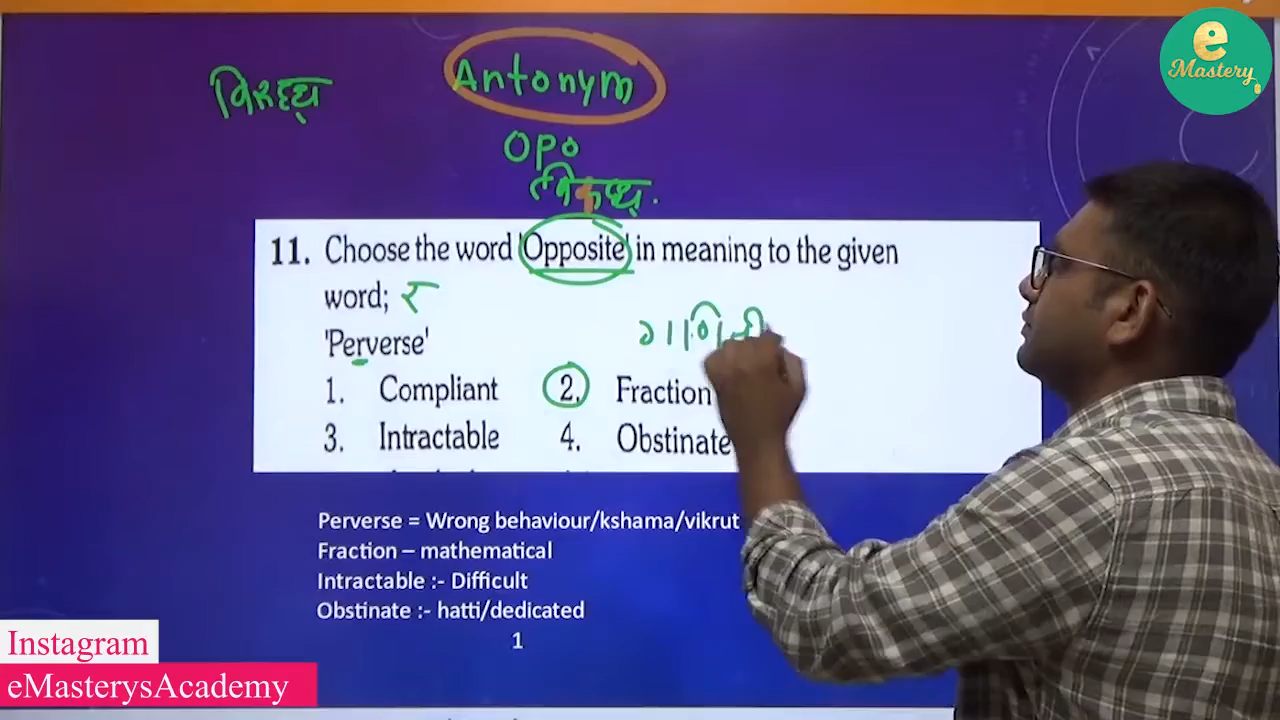 e
Mastery
विरुद्ध
Antonym
OPO
विरुध्द.
11. Choose the word 'Opposite' in meaning to the given
word;
'Perverse'
1. Compliant 2. Fraction
3. Intractable 4. Obstinate
Perverse = Wrong behaviour/kshama/vikrut
Fraction – mathematical
Intractable :- Difficult
Obstinate :- hatti/dedicated
1
Instagram
eMasterysAcademy